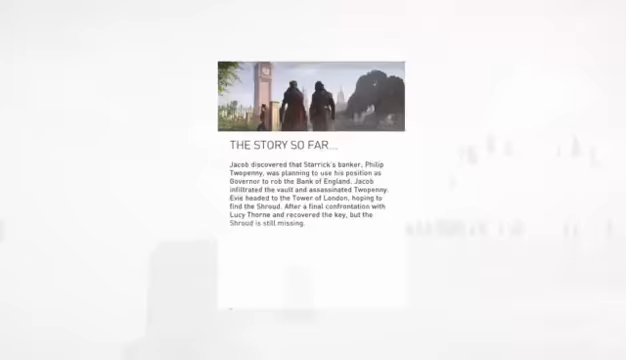 THE STORY SO FAR...
Jacob discovered that Starrick's banker, Philip
Twopenny, was planning to use his position as
Governor to rob the Bank of England. Jacob
infiltrated the vault and assassinated Twopenny.
Evie headed to the Tower of London, hoping to
find the Shroud. After a final confrontation with
Lucy Thorne and recovered the key, but the
Shroud is still missing.